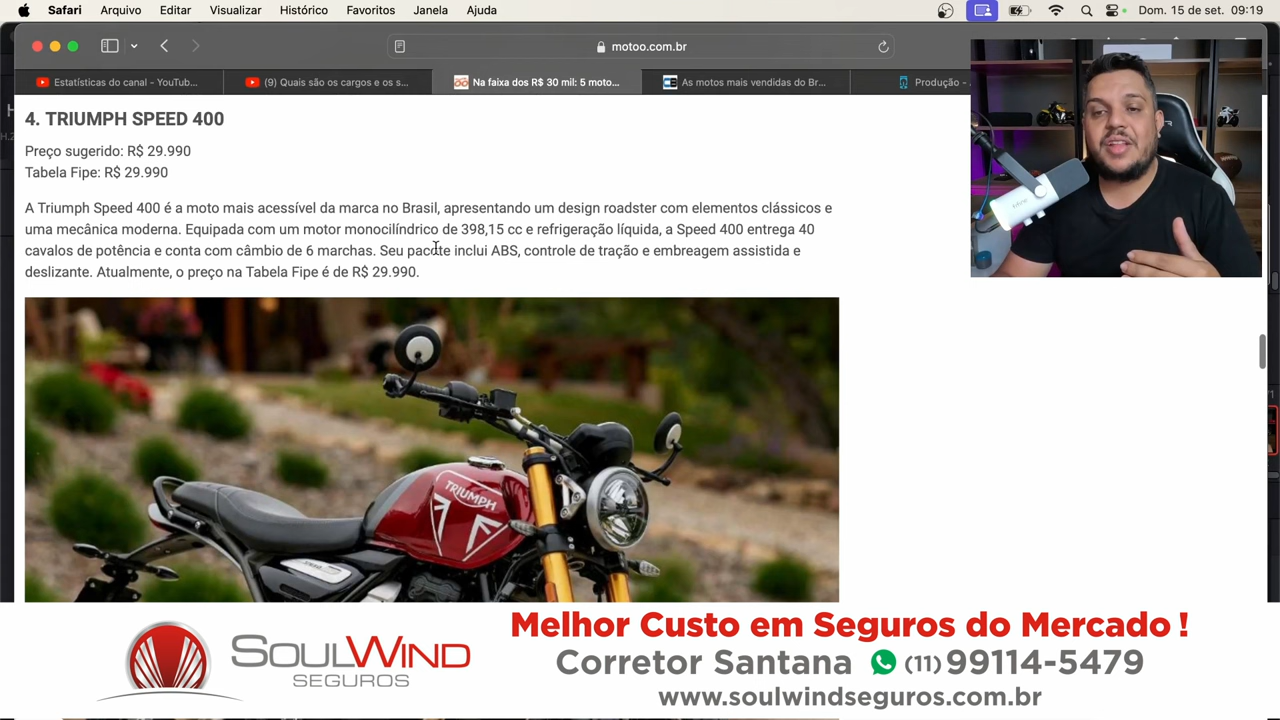 Safari Arquivo Editar Visualizar Histórico Favoritos Janela Ajuda Dom. 15 de set. 09:19
motoo.com.br
Estatísticas do canal - YouTub... (9) Quais são os cargos e os s... Na faixa dos R$ 30 mil: 5 moto... As motos mais vendidas do Br... Produção -
4. TRIUMPH SPEED 400
Preço sugerido: R$ 29.990
Tabela Fipe: R$ 29.990
A Triumph Speed 400 é a moto mais acessível da marca no Brasil, apresentando um design roadster com elementos clássicos e
uma mecânica moderna. Equipada com um motor monocilíndrico de 398,15 cc e refrigeração líquida, a Speed 400 entrega 40
cavalos de potência e conta com câmbio de 6 marchas. Seu pacote inclui ABS, controle de tração e embreagem assistida e
deslizante. Atualmente, o preço na Tabela Fipe é de R$ 29.990.
TRIUMPH
SOULWIND
SEGUROS
Melhor Custo em Seguros do Mercado !
Corretor Santana (11) 99114-5479
www.soulwindseguros.com.br